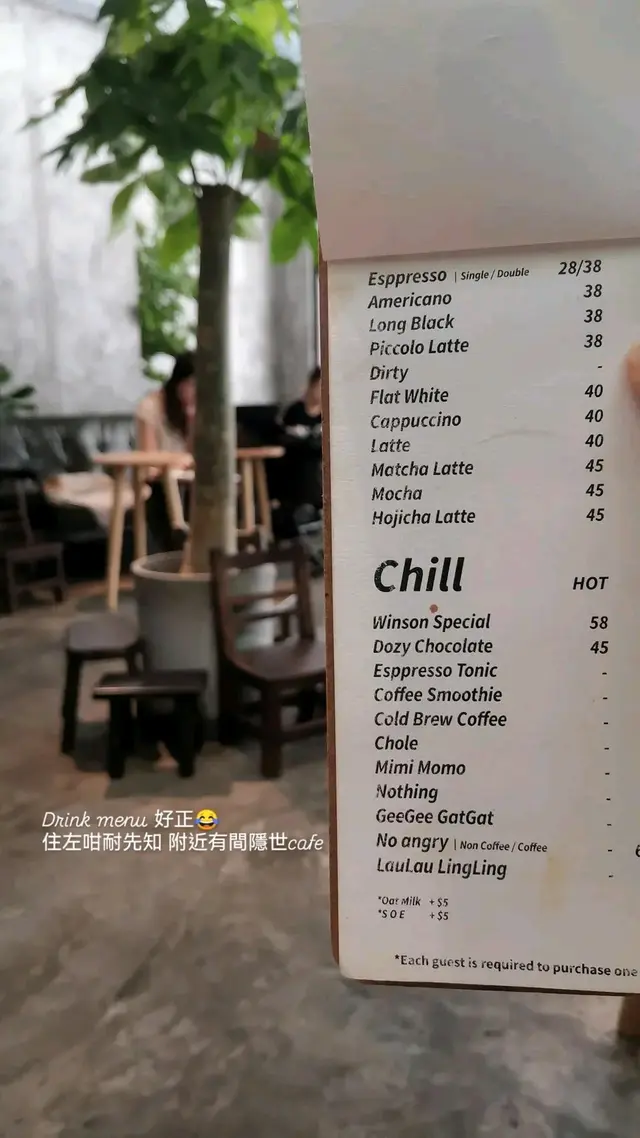 Esppresso | Single / Double 28/38
Americano 38
Long Black 38
Piccolo Latte 38
Dirty -
Flat White 40
Cappuccino 40
Latte 40
Matcha Latte 45
Mocha 45
Hojicha Latte 45
Chill HOT
Winson Special 58
Dozy Chocolate 45
Esppresso Tonic -
Coffee Smoothie -
Cold Brew Coffee -
Chole -
Mimi Momo -
Nothing -
GeeGee GatGat -
No angry | Non Coffee / Coffee -
LauLau LingLing -
*Oat Milk + $5
*S O E + $5
*Each guest is required to purchase one
Drink menu 好正😂
住左咁耐先知 附近有間隱世cafe